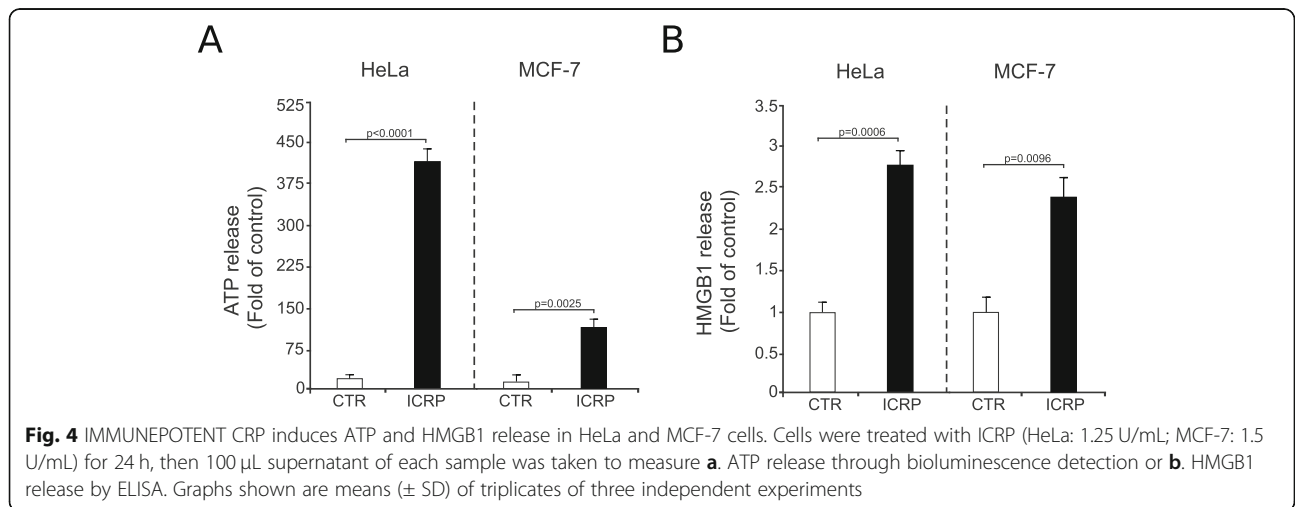 A
B
HeLa MCF-7
HeLa MCF-7
ATP release
(Fold of control)
525
450
375
300
225
150
75
0
p<0.0001
p=0.0025
CTR ICRP CTR ICRP
HMGB1 release
(Fold of control)
3.5
3
2.5
2
1.5
1
0.5
0
p=0.0006
p=0.0096
CTR ICRP CTR ICRP
Fig. 4 IMMUNEPOTENT CRP induces ATP and HMGB1 release in HeLa and MCF-7 cells. Cells were treated with ICRP (HeLa: 1.25 U/mL; MCF-7: 1.5
U/mL) for 24 h, then 100 μL supernatant of each sample was taken to measure a. ATP release through bioluminescence detection or b. HMGB1
release by ELISA. Graphs shown are means (± SD) of triplicates of three independent experiments